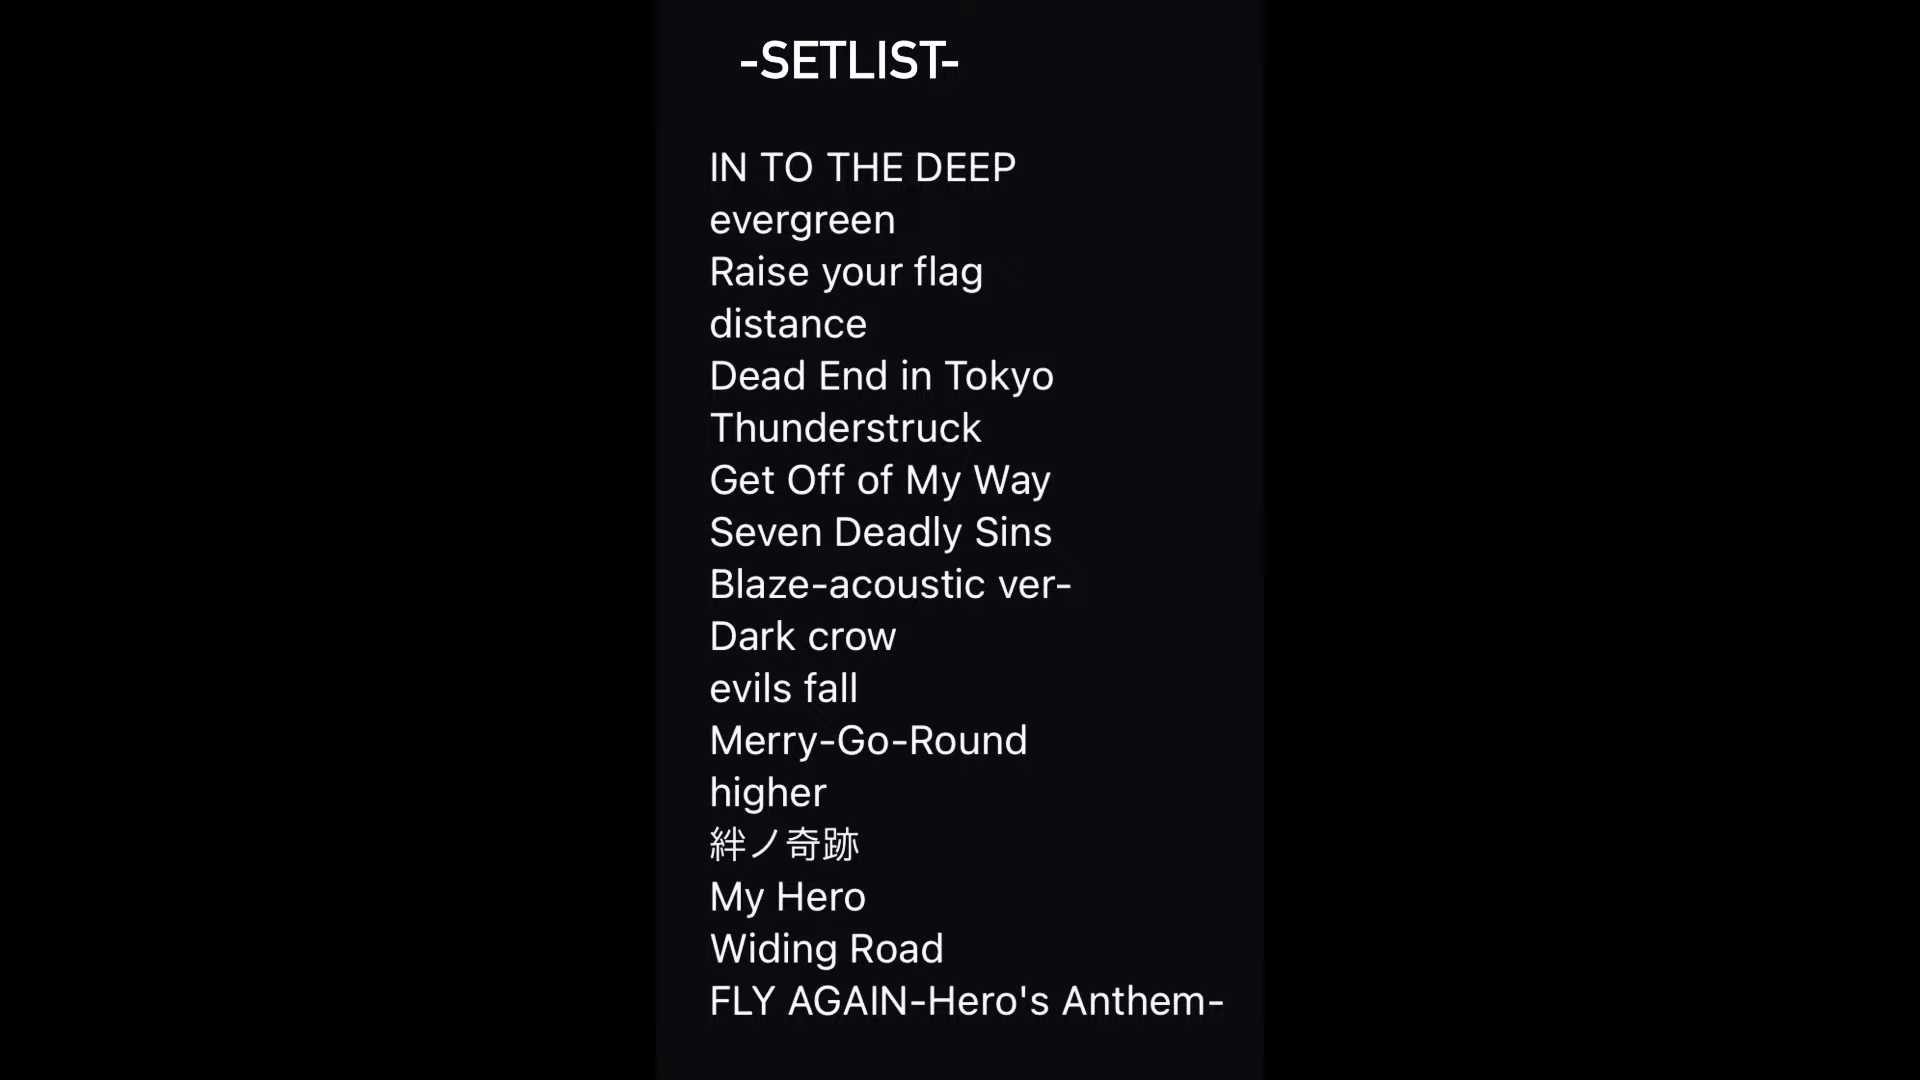 -SETLIST-
IN TO THE DEEP
evergreen
Raise your flag
distance
Dead End in Tokyo
Thunderstruck
Get Off of My Way
Seven Deadly Sins
Blaze-acoustic ver-
Dark crow
evils fall
Merry-Go-Round
higher
絆ノ奇跡
My Hero
Widing Road
FLY AGAIN-Hero's Anthem-